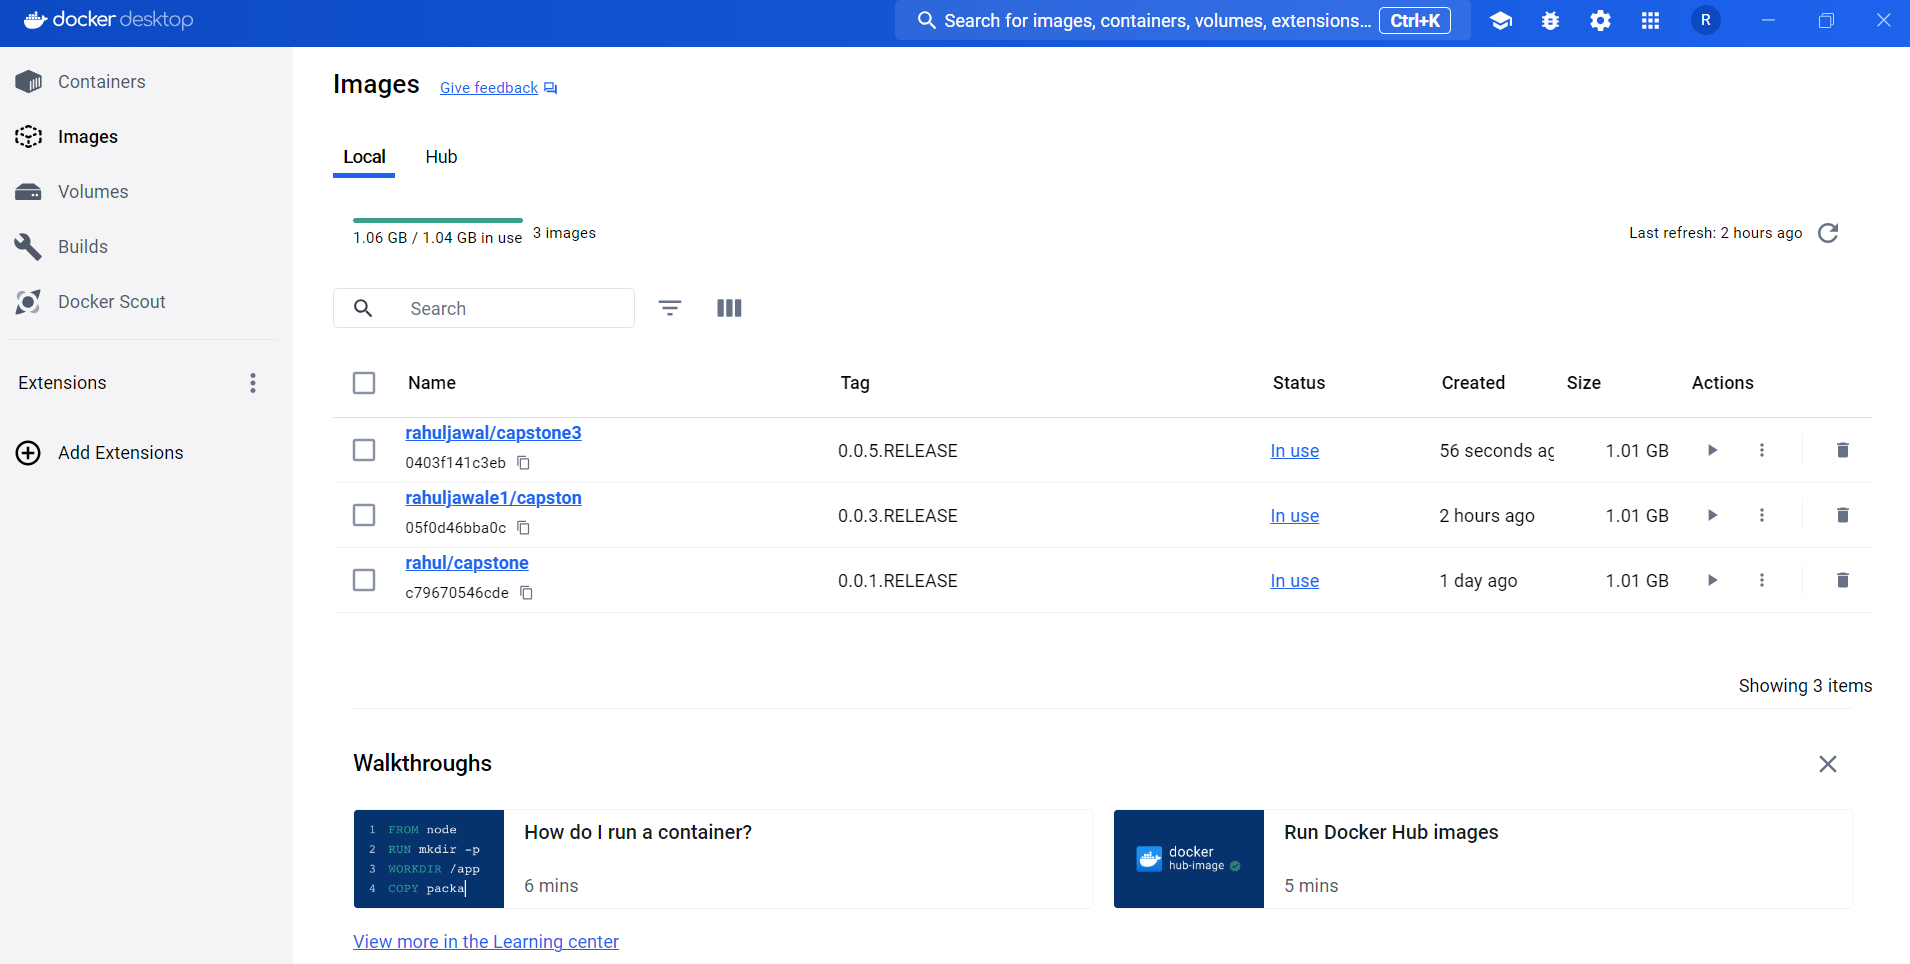 docker desktop
Search for images, containers, volumes, extensions... Ctrl+K
R
Containers
Images
Volumes
Builds
Docker Scout
Extensions
Add Extensions
Images Give feedback
Local Hub
1.06 GB / 1.04 GB in use 3 images
Last refresh: 2 hours ago
Search
Name Tag Status Created Size Actions
rahuljawal/capstone3
0403f141c3eb
0.0.5.RELEASE In use 56 seconds ag 1.01 GB
rahuljawale1/capston
05f0d46bba0c
0.0.3.RELEASE In use 2 hours ago 1.01 GB
rahul/capstone
c79670546cde
0.0.1.RELEASE In use 1 day ago 1.01 GB
Showing 3 items
Walkthroughs
1 FROM node
2 RUN mkdir -p
3 WORKDIR /app
4 COPY packa
How do I run a container?
6 mins
docker
hub-image
Run Docker Hub images
5 mins
View more in the Learning center